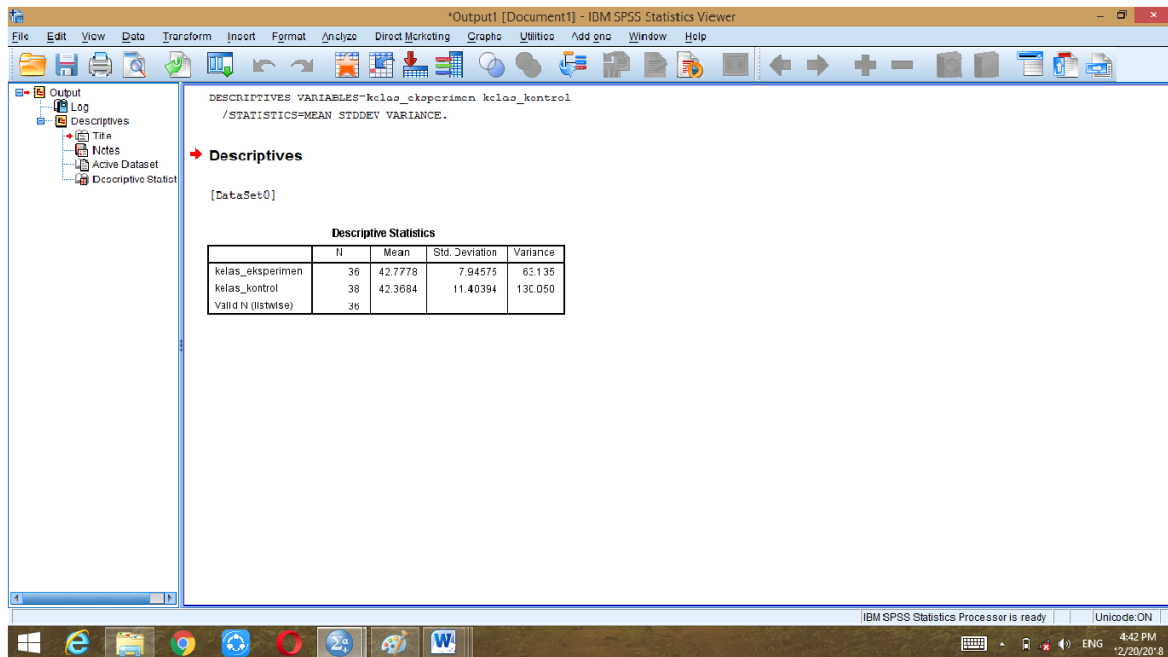 *Output1 [Document1] - IBM SPSS Statistics Viewer
File Edit View Data Transform Insert Format Analyze Direct Marketing Graphs Utilities Add-ons Window Help
Output
Log
Descriptives
Title
Notes
Active Dataset
Descriptive Statist
DESCRIPTIVES VARIABLES=kelas_eksperimen kelas_kontrol
/STATISTICS=MEAN STDDEV VARIANCE.
Descriptives
[DataSet0]
Descriptive Statistics
N Mean Std. Deviation Variance
kelas_eksperimen 36 42.7778 7.94575 63.135
kelas_kontrol 38 42.3684 11.40394 130.050
Valid N (listwise) 36
IBM SPSS Statistics Processor is ready Unicode:ON
ENG 4:42 PM
12/20/2018